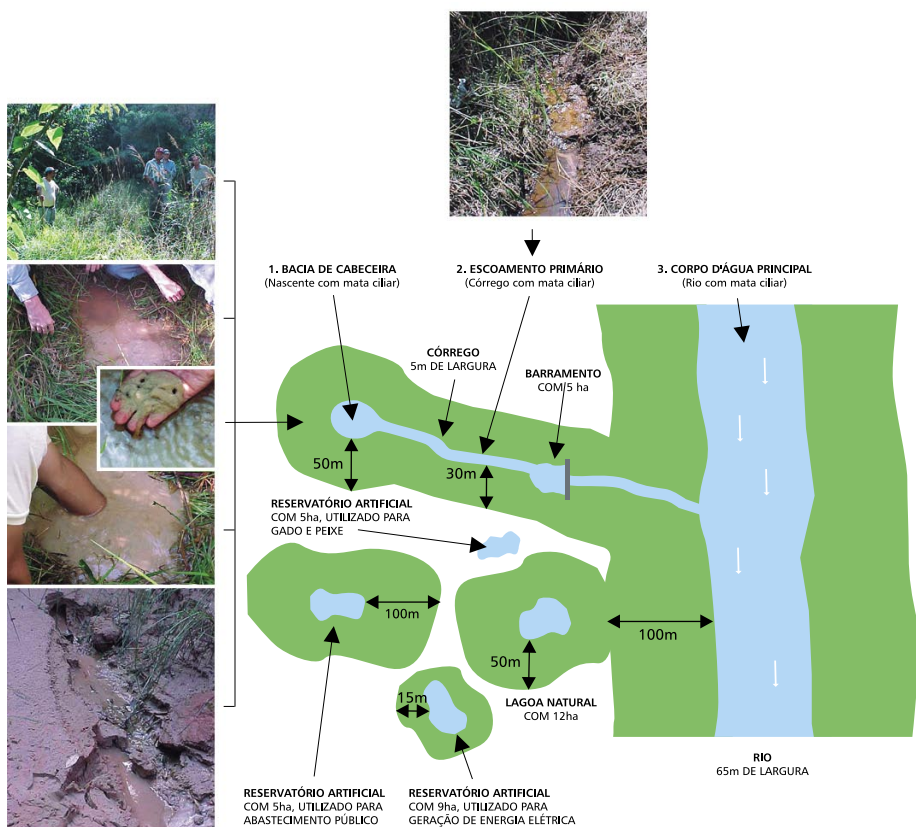 1. BACIA DE CABECEIRA
(Nascente com mata ciliar)
2. ESCOAMENTO PRIMÁRIO
(Córrego com mata ciliar)
3. CORPO D'ÁGUA PRINCIPAL
(Rio com mata ciliar)
CÓRREGO
5m DE LARGURA
BARRAMENTO
COM 5 ha
50m
30m
RESERVATÓRIO ARTIFICIAL
COM 5ha, UTILIZADO PARA
GADO E PEIXE
100m
50m
100m
15m
LAGOA NATURAL
COM 12ha
RIO
65m DE LARGURA
RESERVATÓRIO ARTIFICIAL
COM 5ha, UTILIZADO PARA
ABASTECIMENTO PÚBLICO
RESERVATÓRIO ARTIFICIAL
COM 9ha, UTILIZADO PARA
GERAÇÃO DE ENERGIA ELÉTRICA